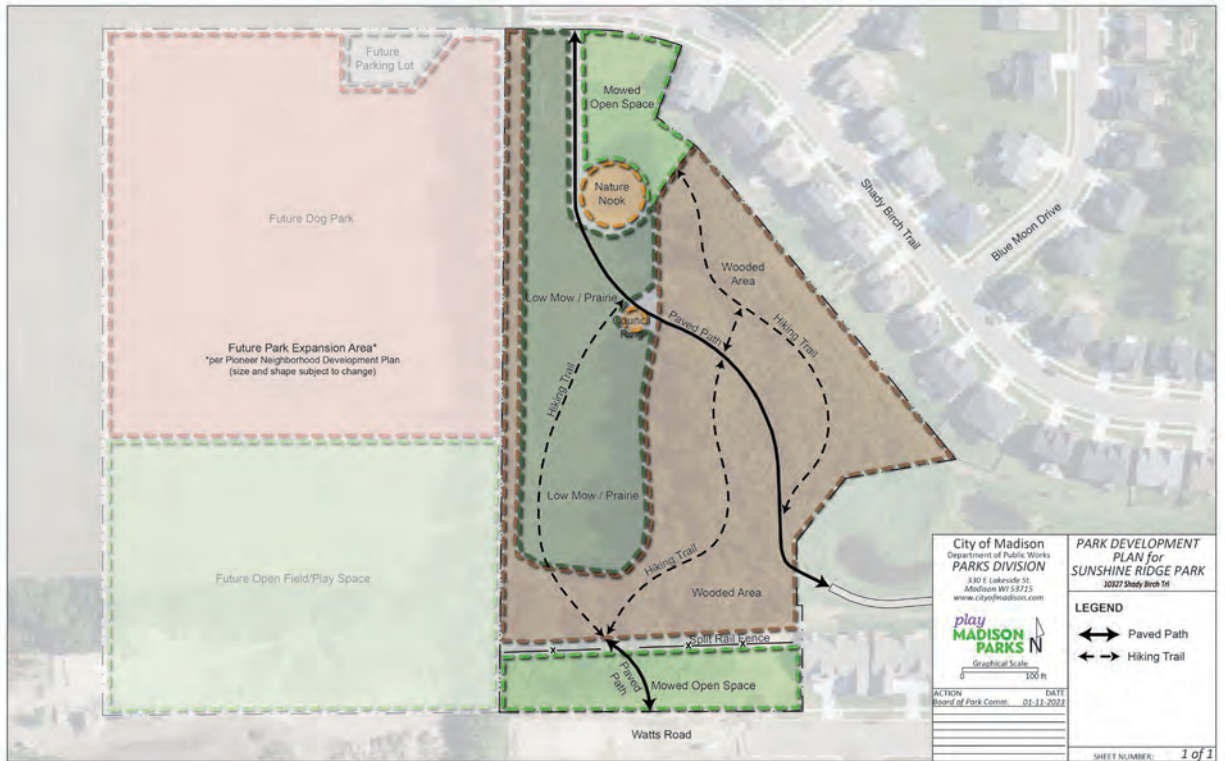 Future
Parking Lot
Mowed
Open Space
Nature
Nook
Future Dog Park
Shady Birch Trail
Blue Moon Drive
Wooded
Area
Low Mow / Prairie
Council
Ring
Paved Path
Hiking Trail
Future Park Expansion Area*
*per Pioneer Neighborhood Development Plan
(size and shape subject to change)
Hiking Trail
Low Mow / Prairie
Hiking Trail
Future Open Field/Play Space
Wooded Area
Split Rail Fence
X X X
Paved
Path
Mowed Open Space
Watts Road
City of Madison
Department of Public Works
PARKS DIVISION
330 E Lakeside St.
Madison WI 53715
www.cityofmadison.com
play
MADISON
PARKS
N
Graphical Scale
0 100 ft
ACTION DATE
Board of Park Comm. 01-11-2023
PARK DEVELOPMENT
PLAN for
SUNSHINE RIDGE PARK
10327 Shady Birch Trl
LEGEND
Paved Path
Hiking Trail
SHEET NUMBER: 1 of 1